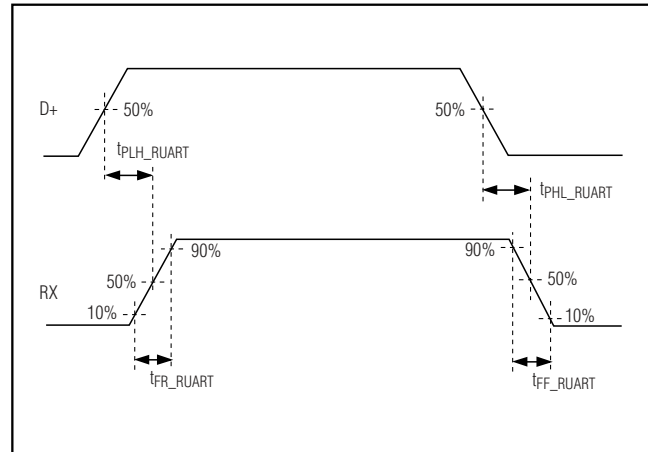 D+
50%
50%
tPLH_RUART
tPHL_RUART
RX
90%
90%
50%
50%
10%
10%
tFR_RUART
tFF_RUART